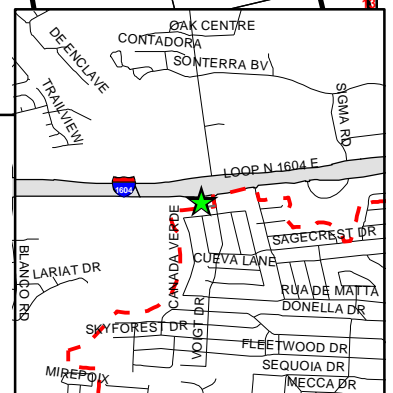 OAK CENTRE
DE ENCLAVE
CONTADORA
SONTERRA BV
TRAILVIEW
SIGMA RD
LOOP N 1604 E
1604
CANADA VERDE
SAGECREST DR
BLANCO RD
LARIAT DR
CUEVA LANE
RUA DE MATTA
DONELLA DR
VOIGT DR
SKYFOREST DR
FLEETWOOD DR
SEQUOIA DR
MIREPOIX
MECCA DR